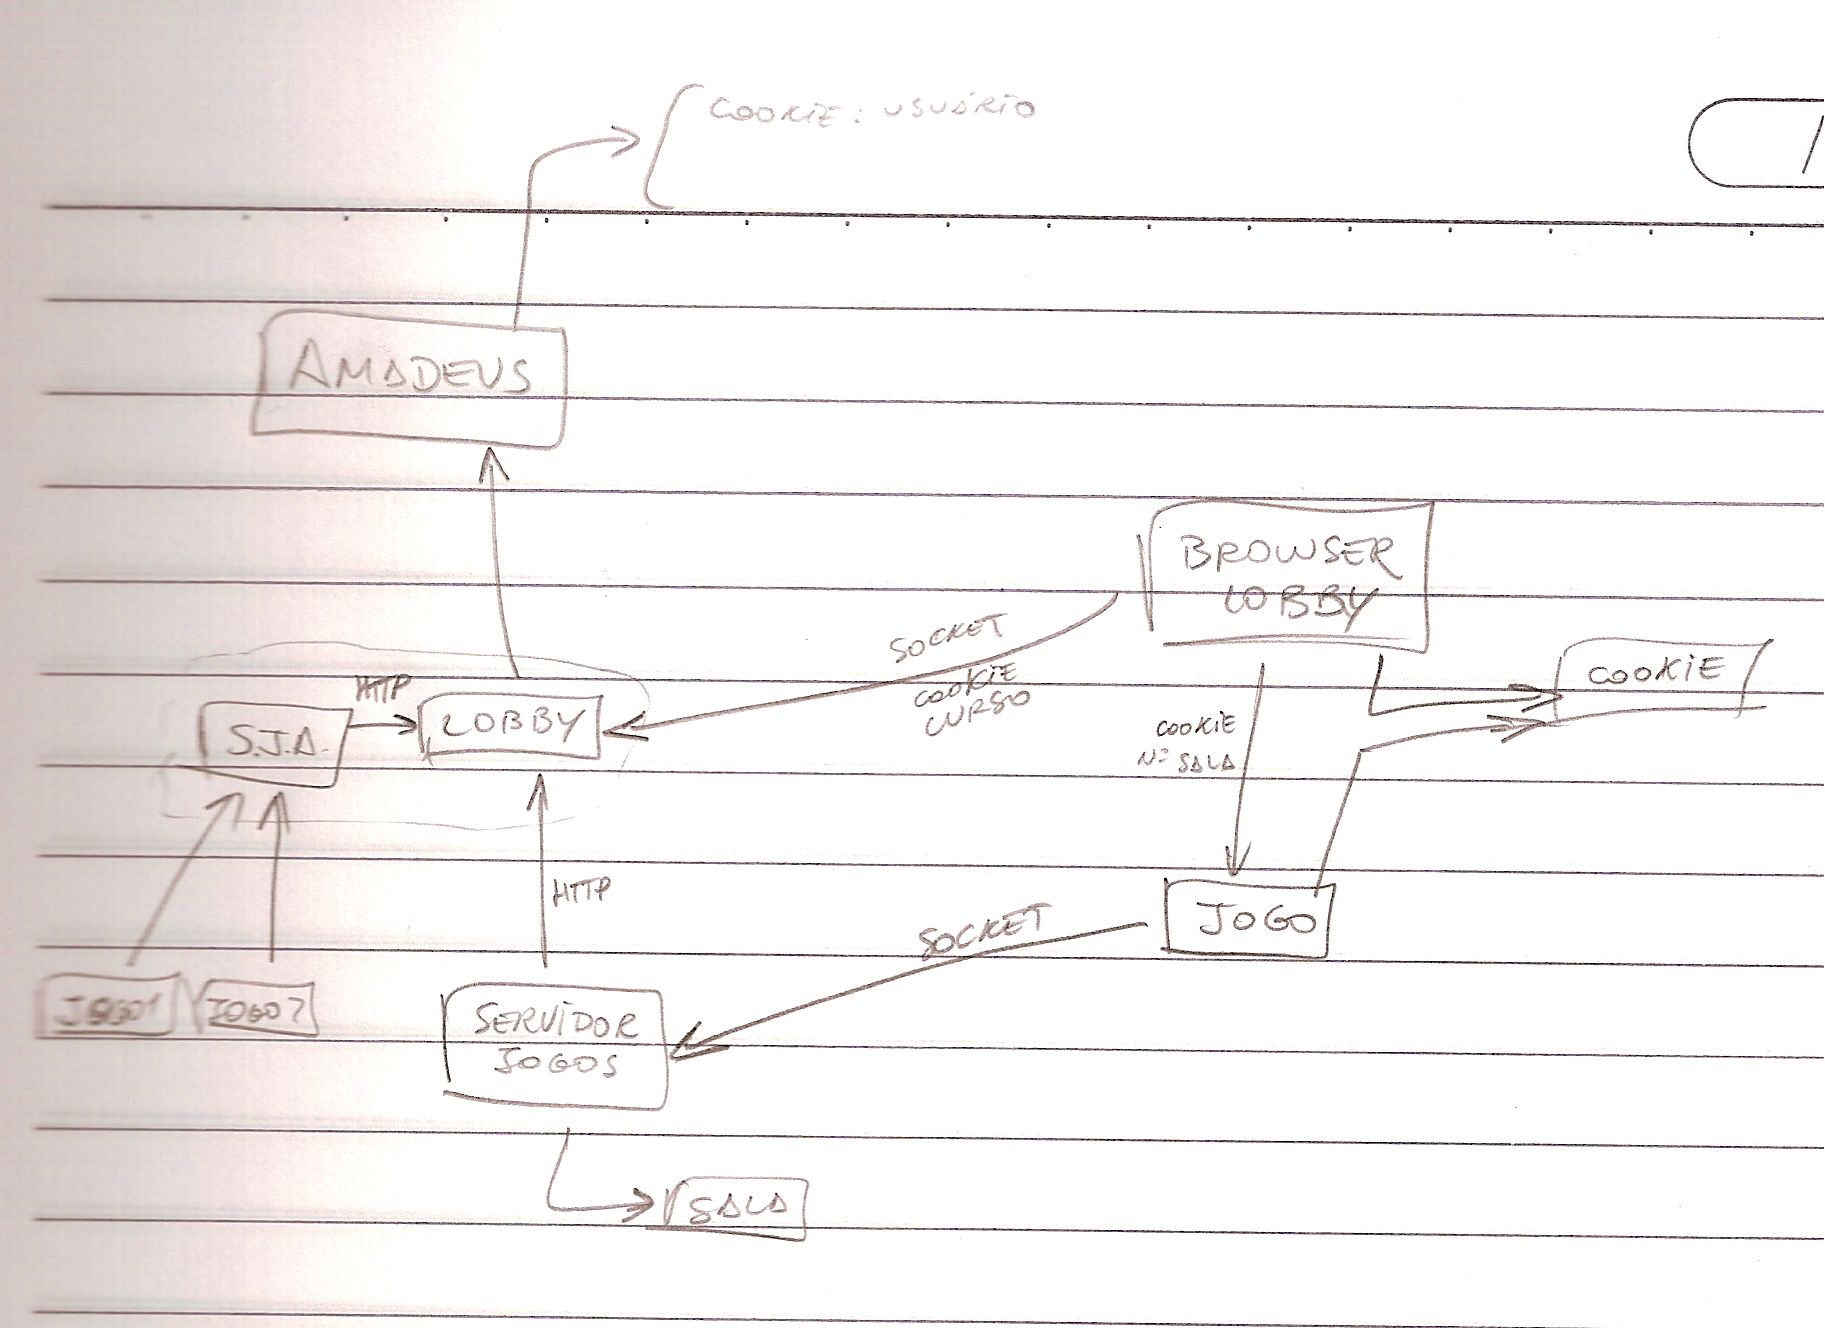 COOKIE: USUÁRIO
AMADEUS
BROWSER
LOBBY
SOCKET
COOKIE
CURSO
COOKIE
HTTP
S.J.A.
LOBBY
COOKIE
Nº SALA
HTTP
JOGO
SOCKET
JOGO1
JOGO2
SERVIDOR
JOGOS
SALA